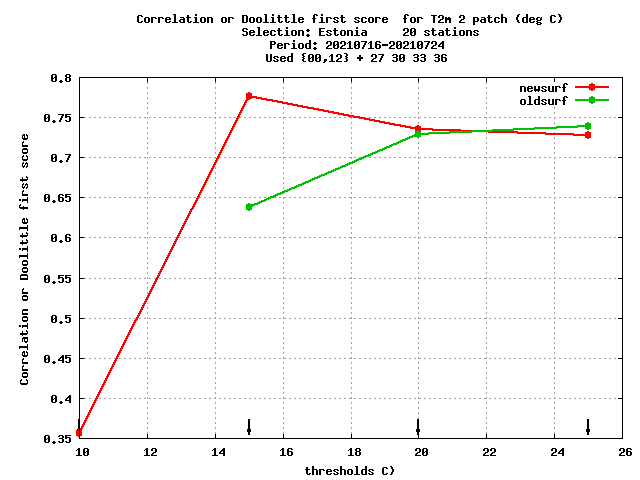 Correlation or Doolittle first score  for T2m 2 patch (deg C)
Selection: Estonia     20 stations
Period: 20210716-20210724
Used {00,12} + 27 30 33 36
newsurf
oldsurf
0.8
0.75
0.7
0.65
0.6
0.55
0.5
0.45
0.4
0.35
Correlation or Doolittle first score
10 12 14 16 18 20 22 24 26
thresholds C)